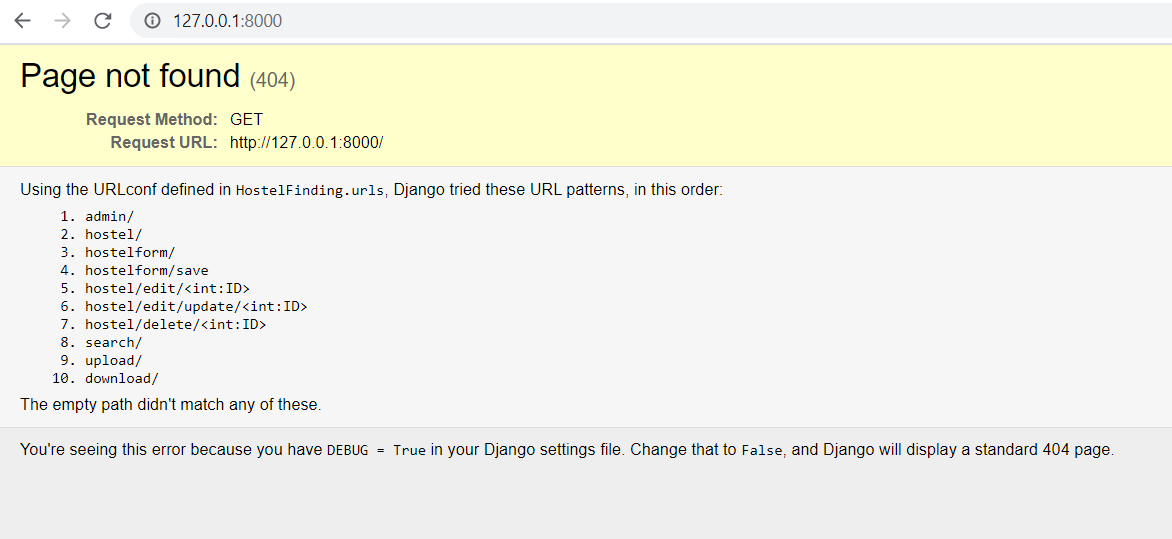 127.0.0.1:8000
Page not found (404)
Request Method: GET
Request URL: http://127.0.0.1:8000/
Using the URLconf defined in HostelFinding.urls, Django tried these URL patterns, in this order:
1. admin/
2. hostel/
3. hostelform/
4. hostelform/save
5. hostel/edit/<int:ID>
6. hostel/edit/update/<int:ID>
7. hostel/delete/<int:ID>
8. search/
9. upload/
10. download/
The empty path didn't match any of these.
You're seeing this error because you have DEBUG = True in your Django settings file. Change that to False, and Django will display a standard 404 page.